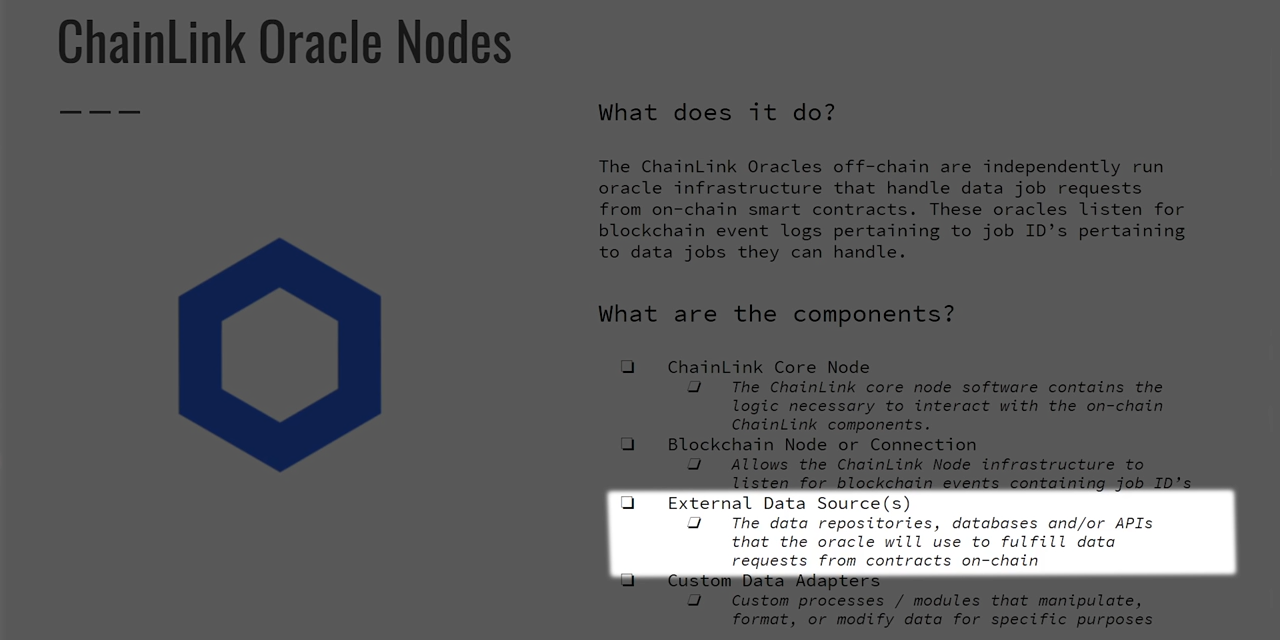 ChainLink Oracle Nodes
What does it do?
The ChainLink Oracles off-chain are independently run
oracle infrastructure that handle data job requests
from on-chain smart contracts. These oracles listen for
blockchain event logs pertaining to job ID’s pertaining
to data jobs they can handle.
What are the components?
❏ ChainLink Core Node
❏ The ChainLink core node software contains the
logic necessary to interact with the on-chain
ChainLink components.
❏ Blockchain Node or Connection
❏ Allows the ChainLink Node infrastructure to
listen for blockchain events containing job ID’s
❏ External Data Source(s)
❏ The data repositories, databases and/or APIs
that the oracle will use to fulfill data
requests from contracts on-chain
❏ Custom Data Adapters
❏ Custom processes / modules that manipulate,
format, or modify data for specific purposes